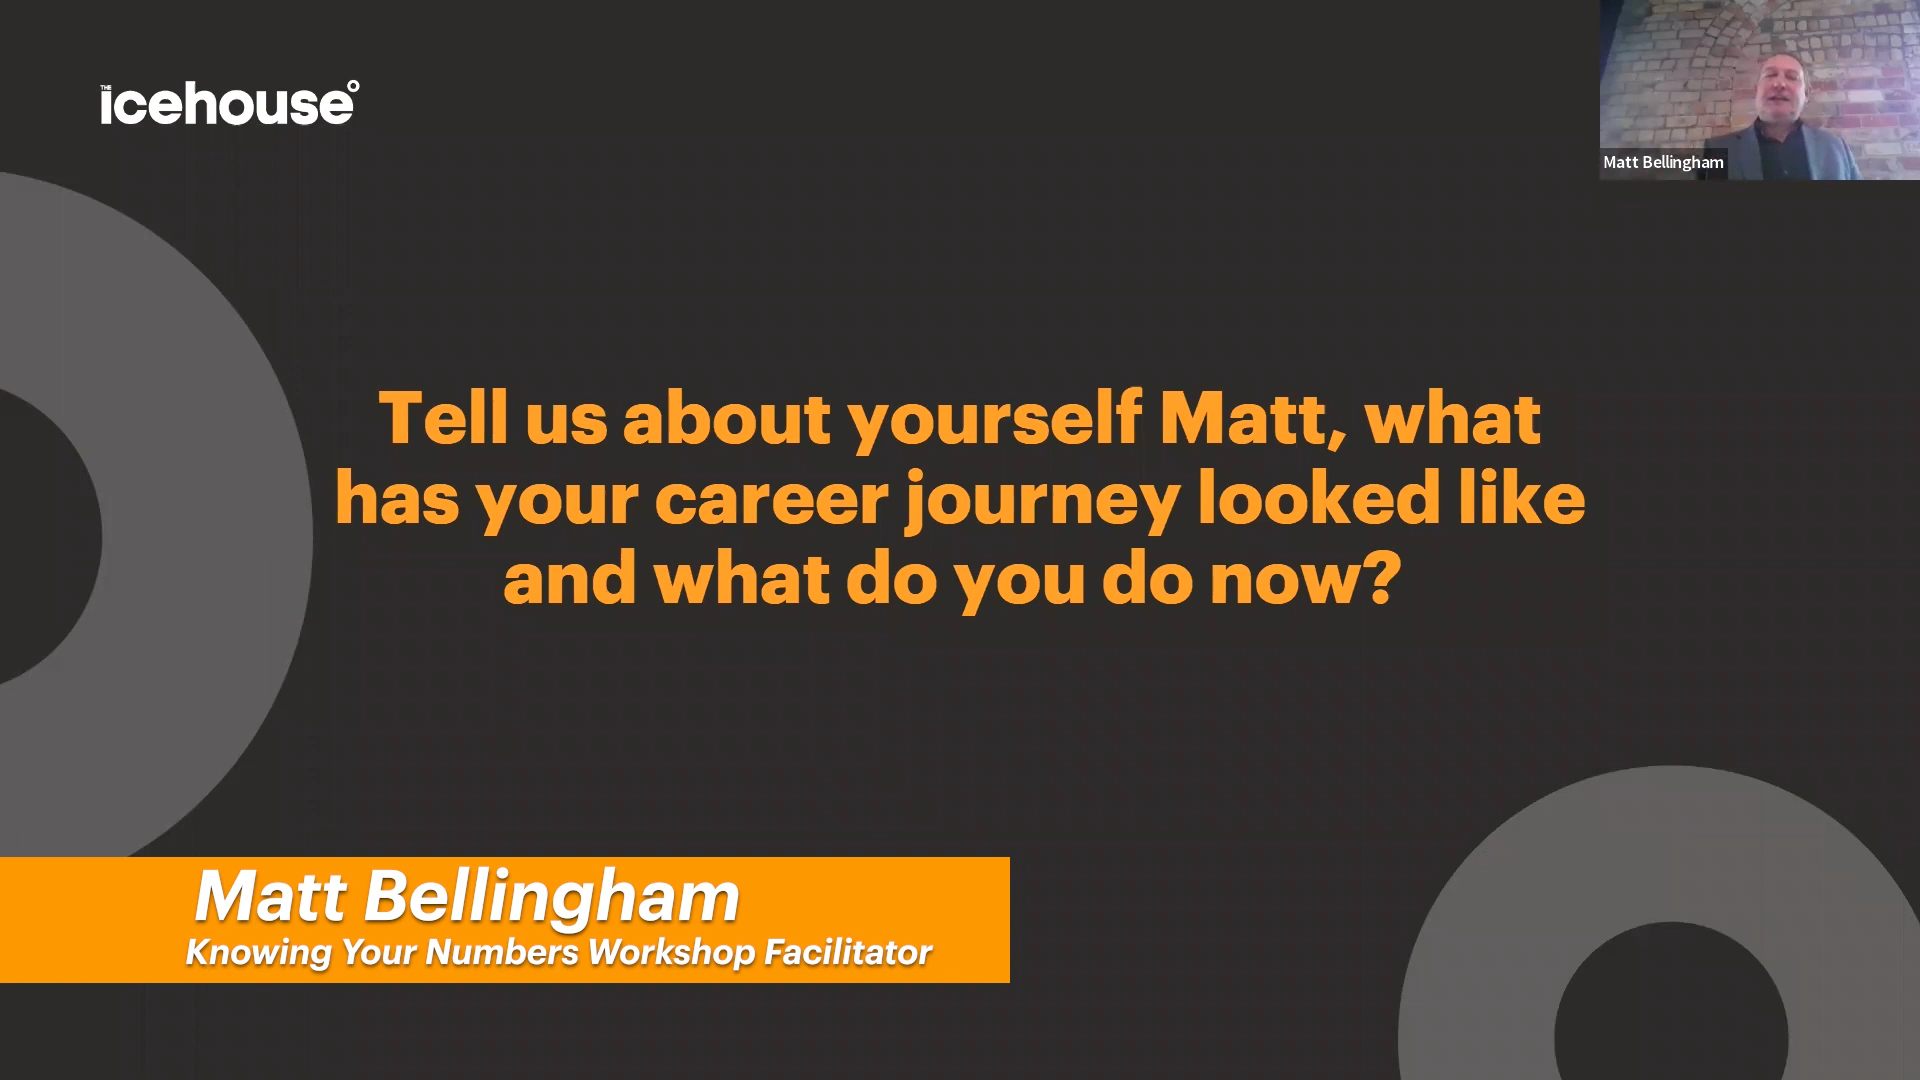 THE
icehouse
Matt Bellingham
Tell us about yourself Matt, what
has your career journey looked like
and what do you do now?
Matt Bellingham
Knowing Your Numbers Workshop Facilitator